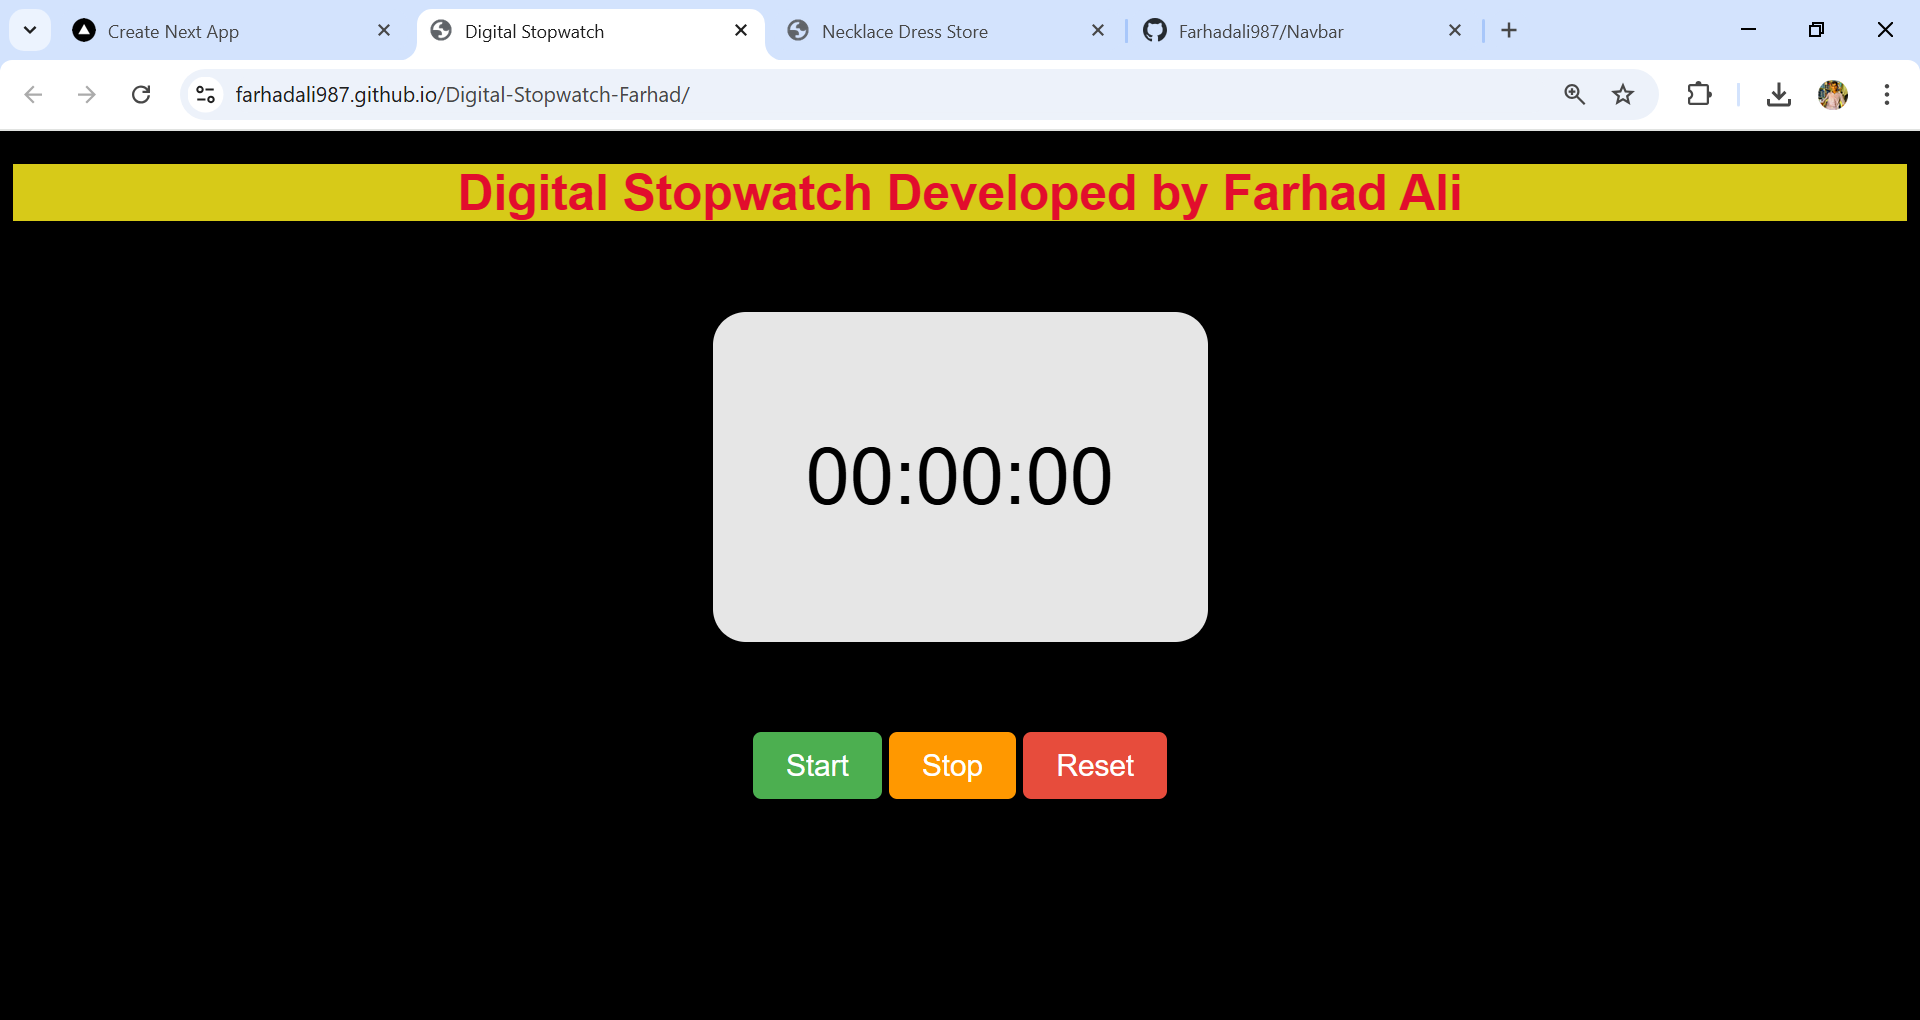 Create Next App
Digital Stopwatch
Necklace Dress Store
Farhadali987/Navbar
farhadali987.github.io/Digital-Stopwatch-Farhad/
Digital Stopwatch Developed by Farhad Ali
00:00:00
Start
Stop
Reset